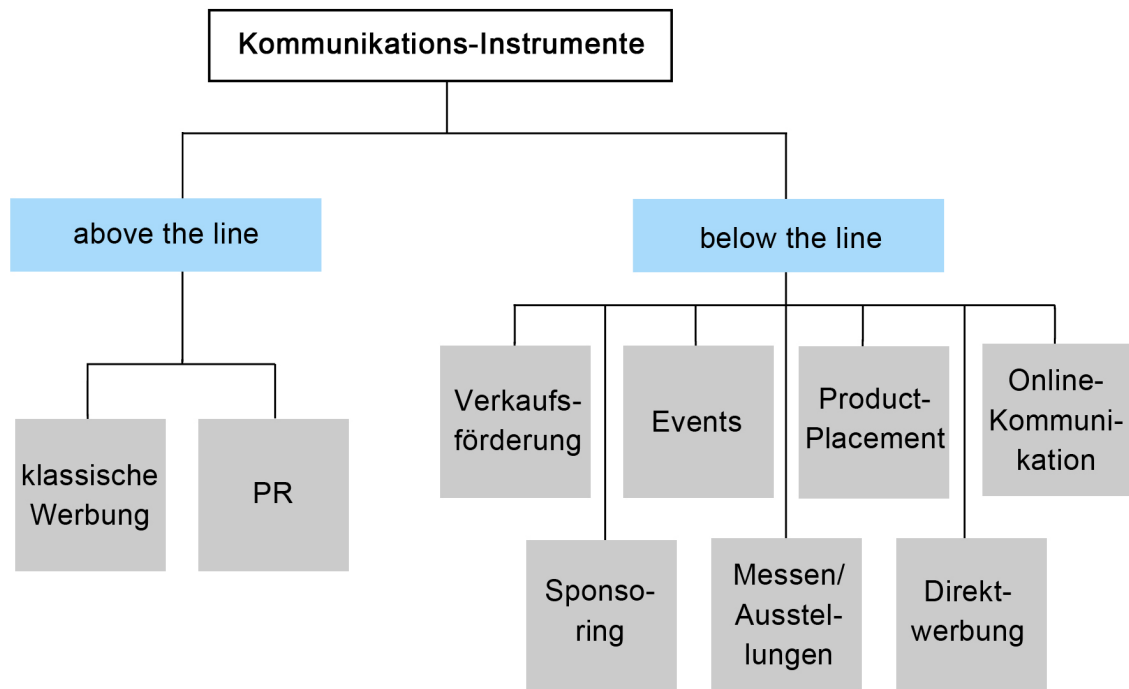 Kommunikations-Instrumente
above the line
below the line
klassische
Werbung
PR
Verkaufs-
förderung
Events
Product-
Placement
Online-
Kommuni-
kation
Sponso-
ring
Messen/
Ausstel-
lungen
Direkt-
werbung